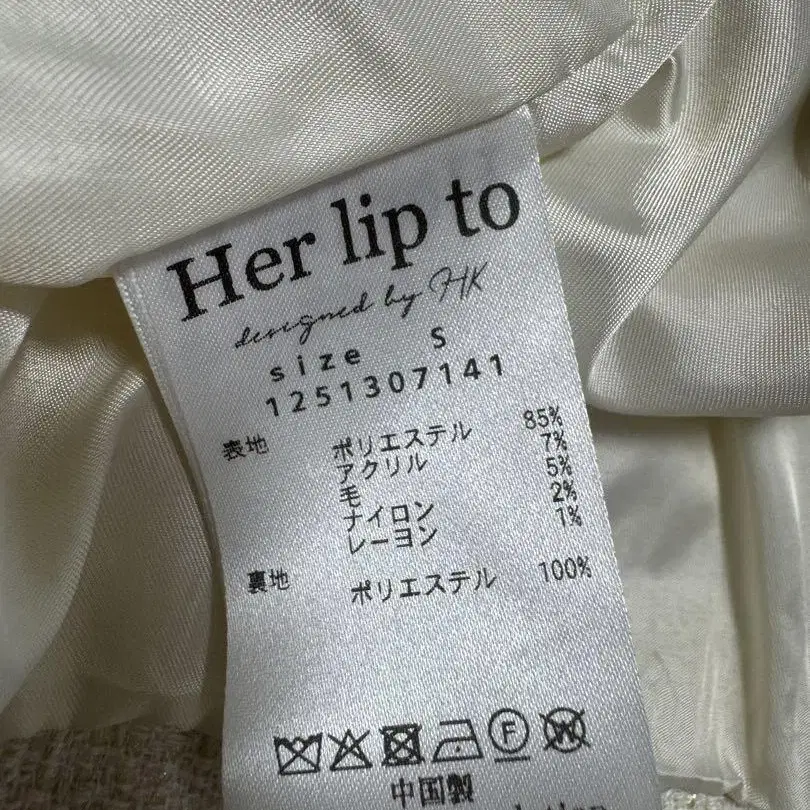 Her lip to
designed by HK
size S
1251307141
表地 ポリエステル 85%
アクリル 7%
毛 5%
ナイロン 2%
レーヨン 1%
裏地 ポリエステル 100%
F W
中国製